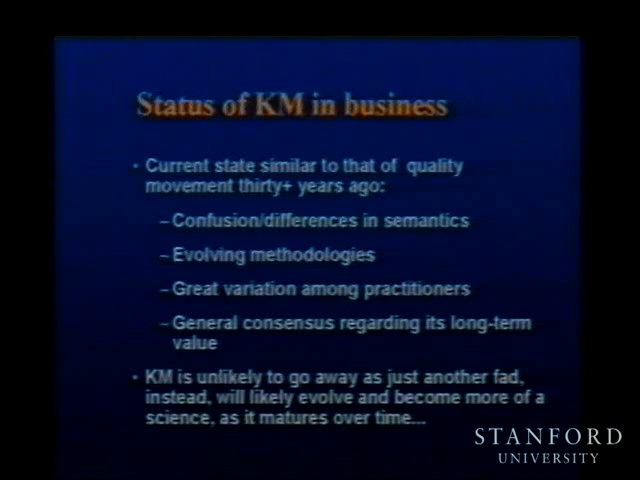 Status of KM in business
• Current state similar to that of quality
movement thirty+ years ago:
– Confusion/differences in semantics
– Evolving methodologies
– Great variation among practitioners
– General consensus regarding its long-term
value
• KM is unlikely to go away as just another fad,
instead, will likely evolve and become more of a
science, as it matures over time...
STANFORD
UNIVERSITY